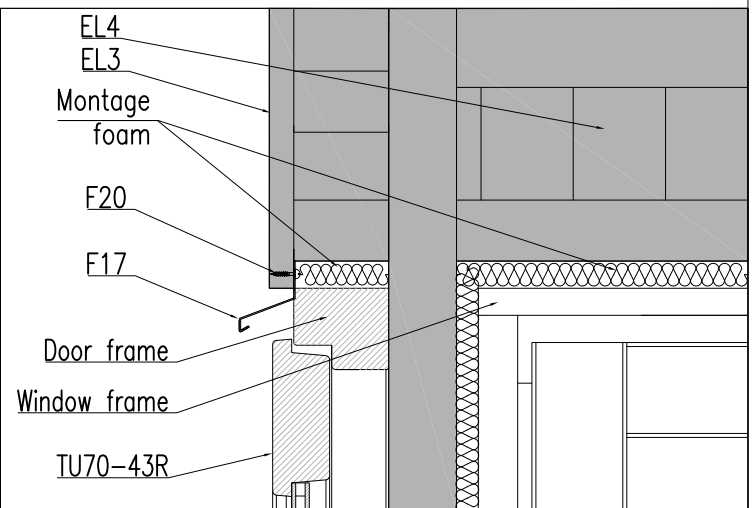 EL4
EL3
Montage
foam
F20
F17
Door frame
Window frame
TU70-43R